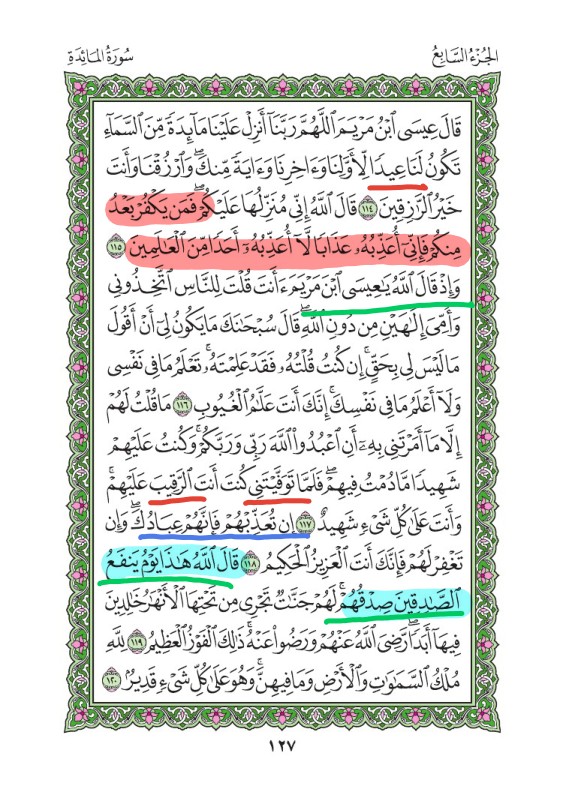 الجُزْءُ السَّابِعُ سُورَةُ المَائِدَةِ
قَالَ عِيسَى ٱبْنُ مَرْيَمَ ٱللَّهُمَّ رَبَّنَآ أَنزِلْ عَلَيْنَا مَآئِدَةً مِّنَ ٱلسَّمَآءِ
تَكُونُ لَنَا عِيدًا لِّأَوَّلِنَا وَءَاخِرِنَا وَءَايَةً مِّنكَۖ وَٱرْزُقْنَا وَأَنتَ
خَيْرُ ٱلرَّٰزِقِينَ ١١٤ قَالَ ٱللَّهُ إِنِّي مُنَزِّلُهَا عَلَيْكُمْۖ فَمَن يَكْفُرْ بَعْدُ
مِنكُمْ فَإِنِّيٓ أُعَذِّبُهُۥ عَذَابًا لَّآ أُعَذِّبُهُۥٓ أَحَدًا مِّنَ ٱلْعَٰلَمِينَ ١١٥
وَإِذْ قَالَ ٱللَّهُ يَٰعِيسَى ٱبْنَ مَرْيَمَ ءَأَنتَ قُلْتَ لِلنَّاسِ ٱتَّخِذُونِي
وَأُمِّيَ إِلَٰهَيْنِ مِن دُونِ ٱللَّهِۖ قَالَ سُبْحَٰنَكَ مَا يَكُونُ لِيٓ أَنْ أَقُولَ
مَا لَيْسَ لِي بِحَقٍّۚ إِن كُنتُ قُلْتُهُۥ فَقَدْ عَلِمْتَهُۥۚ تَعْلَمُ مَا فِي نَفْسِي
وَلَآ أَعْلَمُ مَا فِي نَفْسِكَۚ إِنَّكَ أَنتَ عَلَّٰمُ ٱلْغُيُوبِ ١١٦ مَا قُلْتُ لَهُمْ
إِلَّا مَآ أَمَرْتَنِي بِهِۦٓ أَنِ ٱعْبُدُوا۟ ٱللَّهَ رَبِّي وَرَبَّكُمْۚ وَكُنتُ عَلَيْهِمْ
شَهِيدًا مَّا دُمْتُ فِيهِمْۖ فَلَمَّا تَوَفَّيْتَنِي كُنتَ أَنتَ ٱلرَّقِيبَ عَلَيْهِمْۚ
وَأَنتَ عَلَىٰ كُلِّ شَيْءٍ شَهِيدٌ ١١٧ إِن تُعَذِّبْهُمْ فَإِنَّهُمْ عِبَادُكَۖ وَإِن
تَغْفِرْ لَهُمْ فَإِنَّكَ أَنتَ ٱلْعَزِيزُ ٱلْحَكِيمُ ١١٨ قَالَ ٱللَّهُ هَٰذَا يَوْمُ يَنفَعُ
ٱلصَّٰدِقِينَ صِدْقُهُمْۚ لَهُمْ جَنَّٰتٌ تَجْرِي مِن تَحْتِهَا ٱلْأَنْهَٰرُ خَٰلِدِينَ
فِيهَآ أَبَدًاۖ رَّضِيَ ٱللَّهُ عَنْهُمْ وَرَضُوا۟ عَنْهُۚ ذَٰلِكَ ٱلْفَوْزُ ٱلْعَظِيمُ ١١٩ لِلَّهِ
مُلْكُ ٱلسَّمَٰوَٰتِ وَٱلْأَرْضِ وَمَا فِيهِنَّۚ وَهُوَ عَلَىٰ كُلِّ شَيْءٍ قَدِيرٌۢ ١٢٠
١٢٧